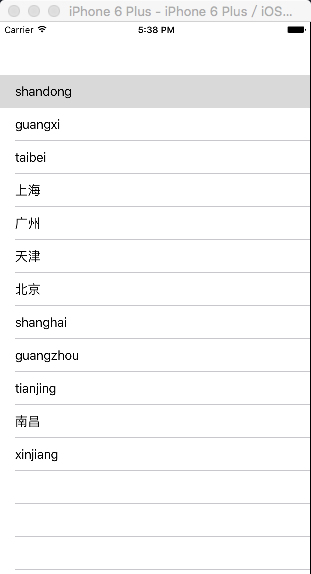 iPhone 6 Plus - iPhone 6 Plus / iOS...
Carrier 5:38 PM
shandong
guangxi
taibei
上海
广州
天津
北京
shanghai
guangzhou
tianjing
南昌
xinjiang